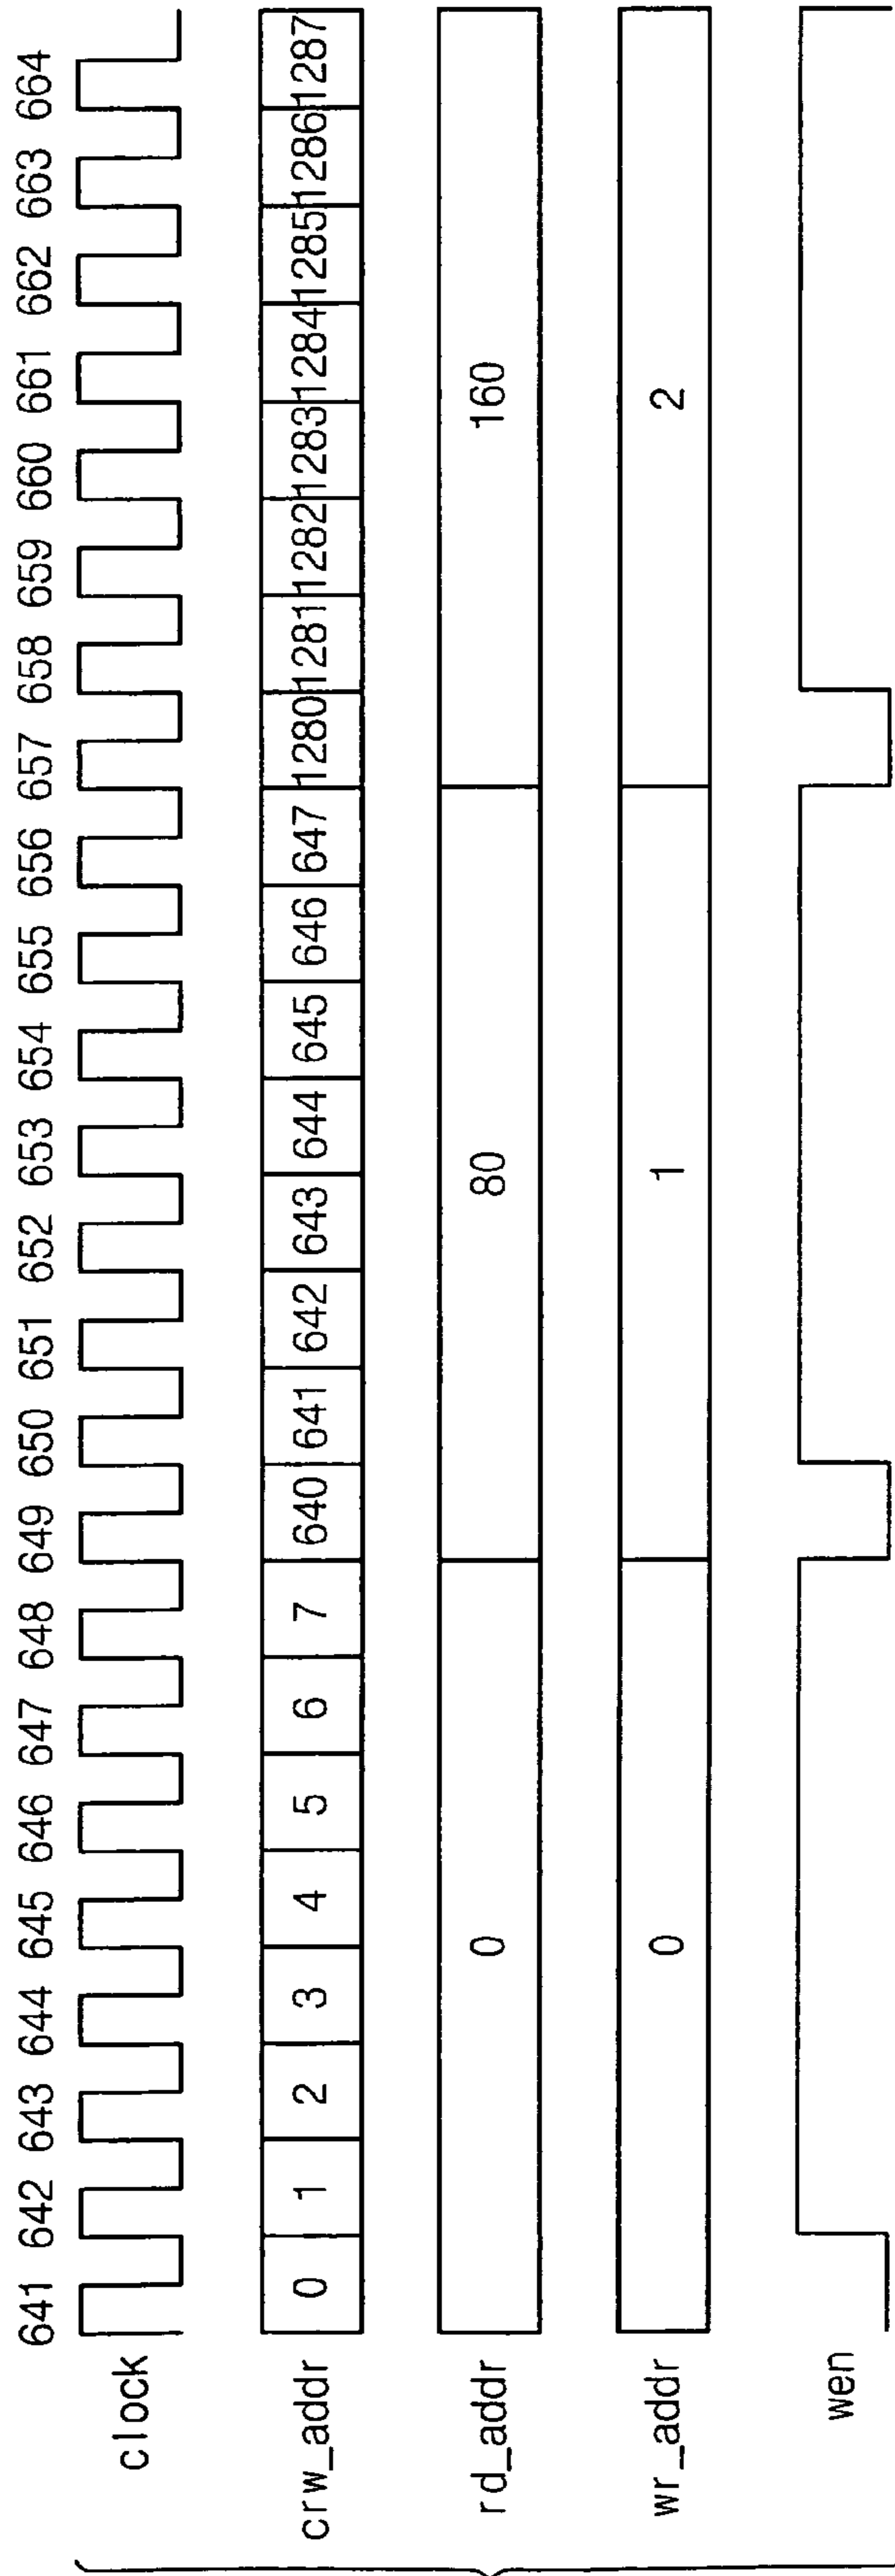 641 642 643 644 645 646 647 648 649 650 651 652 653 654 655 656 657 658 659 660 661 662 663 664
clock
crw_addr 0 1 2 3 4 5 6 7 640 641 642 643 644 645 646 647 1280 1281 1282 1283 1284 1285 1286 1287
rd_addr 0 80 160
wr_addr 0 1 2
wen